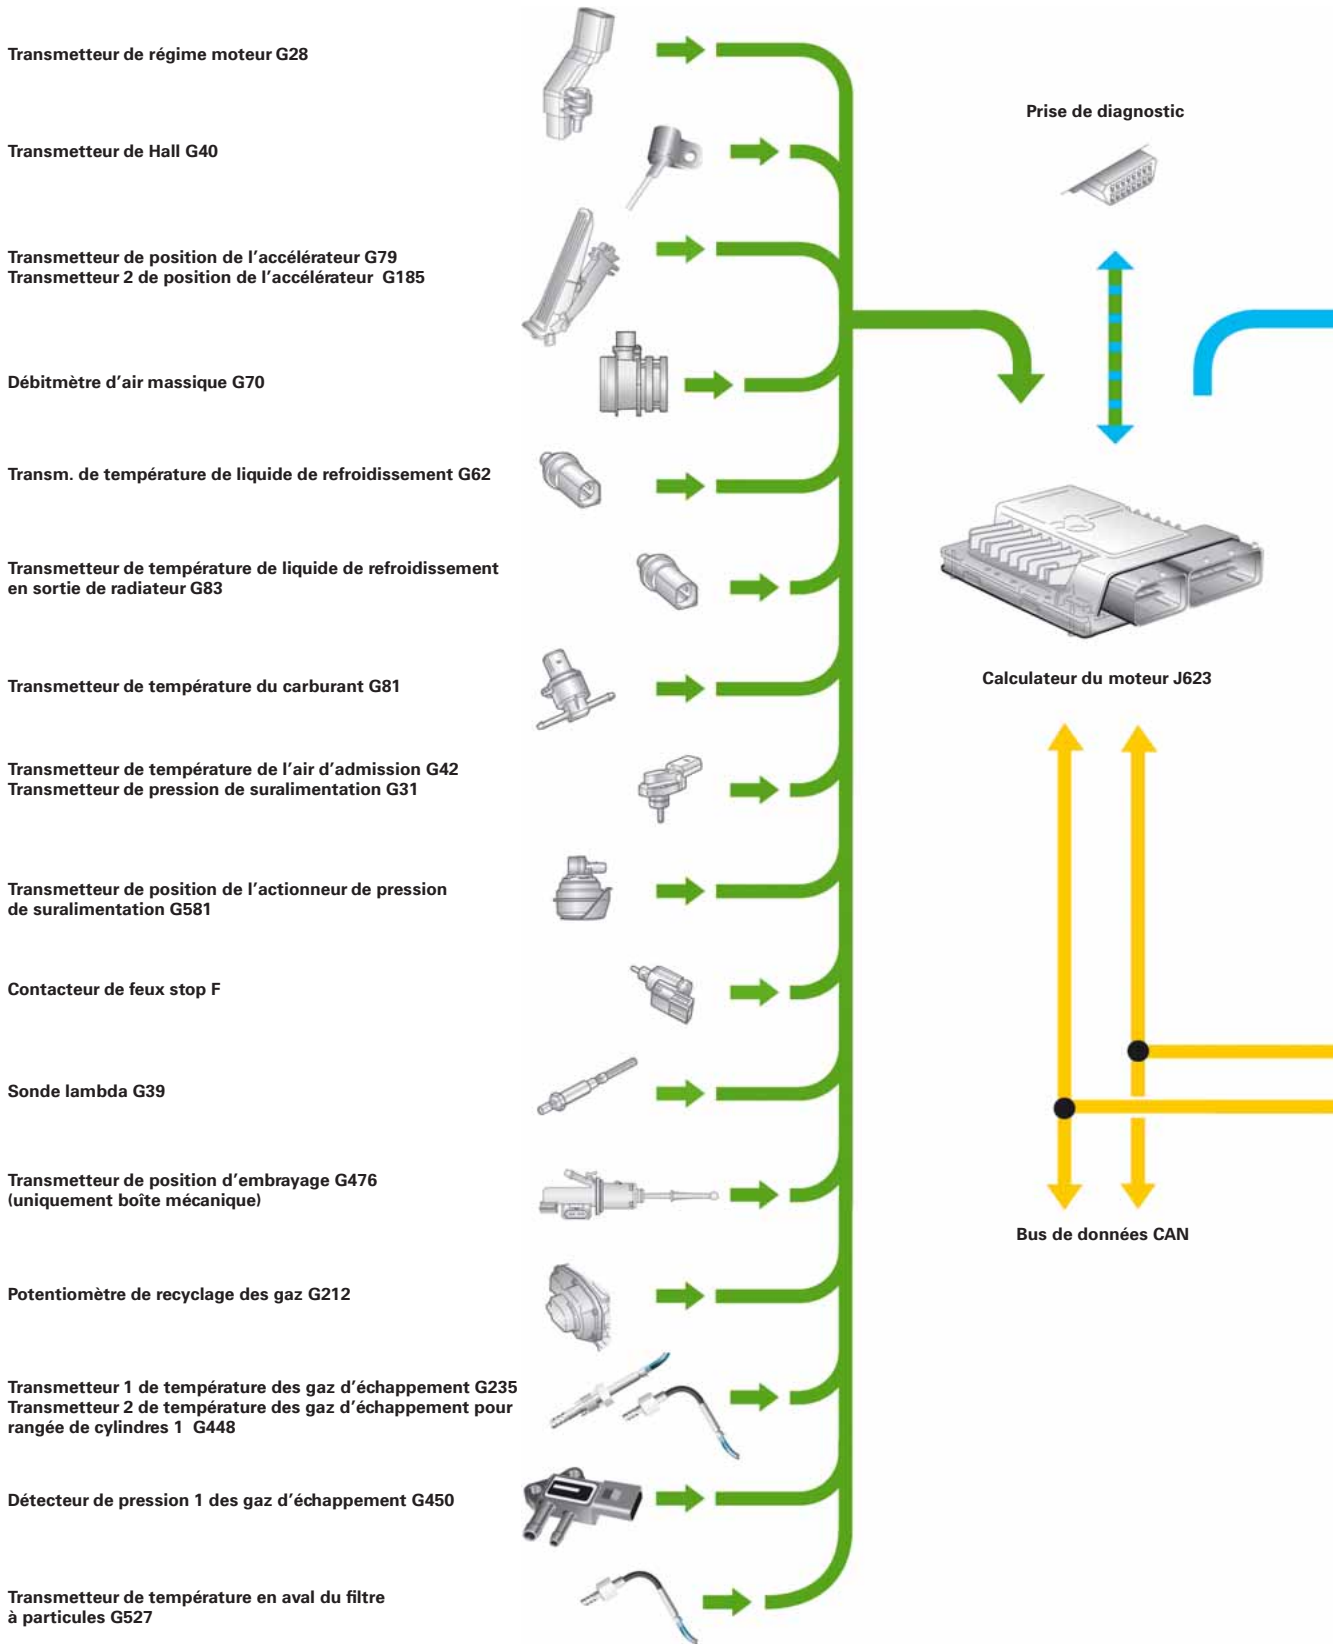 Transmetteur de régime moteur G28
Prise de diagnostic
Transmetteur de Hall G40
Transmetteur de position de l’accélérateur G79
Transmetteur 2 de position de l’accélérateur G185
Débitmètre d’air massique G70
Transm. de température de liquide de refroidissement G62
Transmetteur de température de liquide de refroidissement
en sortie de radiateur G83
Transmetteur de température du carburant G81
Calculateur du moteur J623
Transmetteur de température de l’air d’admission G42
Transmetteur de pression de suralimentation G31
Transmetteur de position de l’actionneur de pression
de suralimentation G581
Contacteur de feux stop F
Sonde lambda G39
Transmetteur de position d’embrayage G476
(uniquement boîte mécanique)
Bus de données CAN
Potentiomètre de recyclage des gaz G212
Transmetteur 1 de température des gaz d’échappement G235
Transmetteur 2 de température des gaz d’échappement pour
rangée de cylindres 1 G448
Détecteur de pression 1 des gaz d’échappement G450
Transmetteur de température en aval du filtre
à particules G527